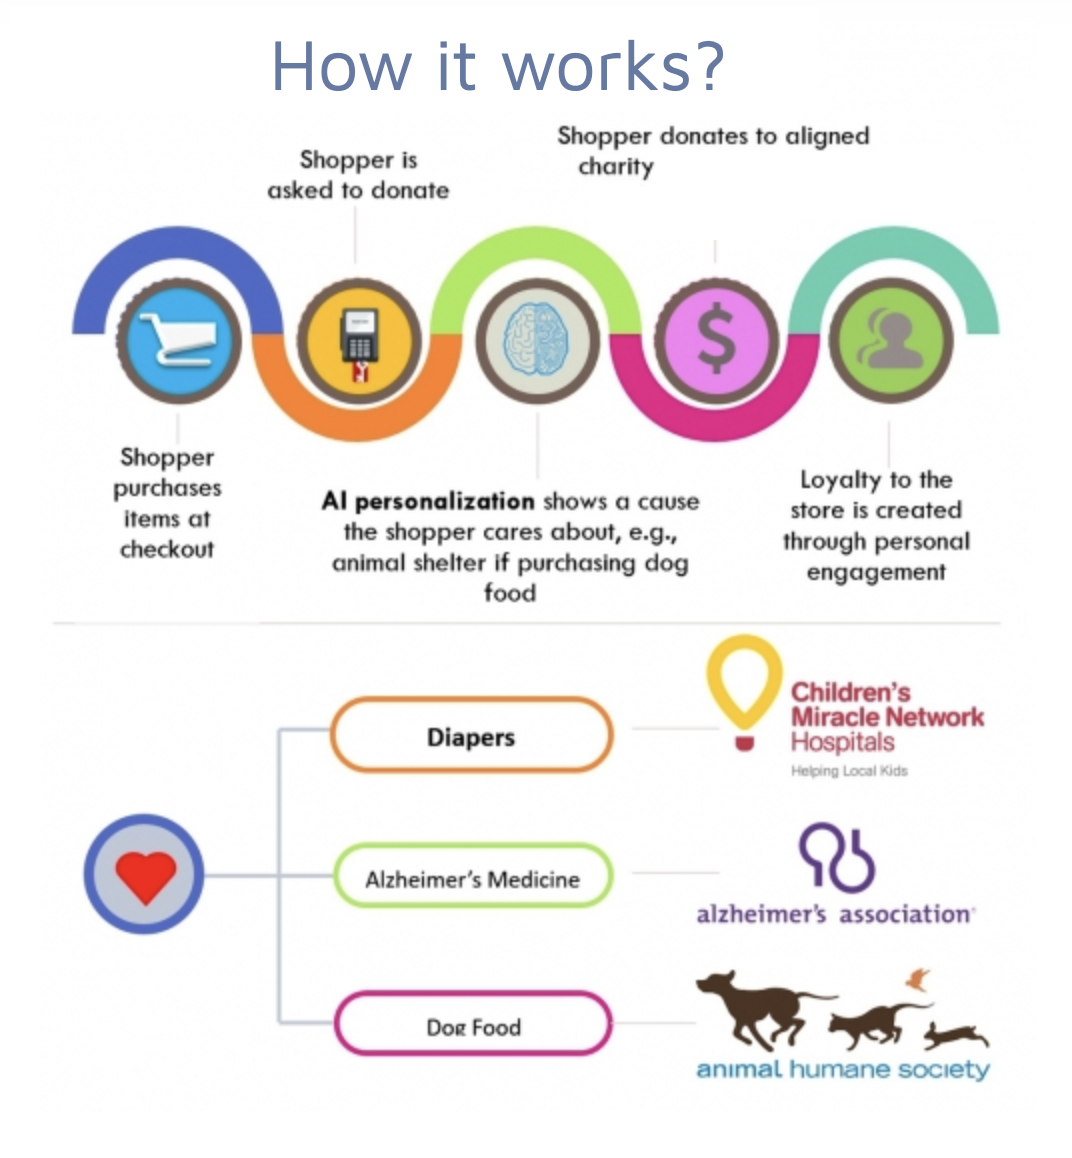 How it works?
Shopper donates to aligned
charity
Shopper is
asked to donate
Shopper
purchases
items at
checkout
AI personalization shows a cause
the shopper cares about, e.g.,
animal shelter if purchasing dog
food
Loyalty to the
store is created
through personal
engagement
Diapers
Children's
Miracle Network
Hospitals
Helping Local Kids
Alzheimer's Medicine
alzheimer's association®
Dog Food
animal humane society